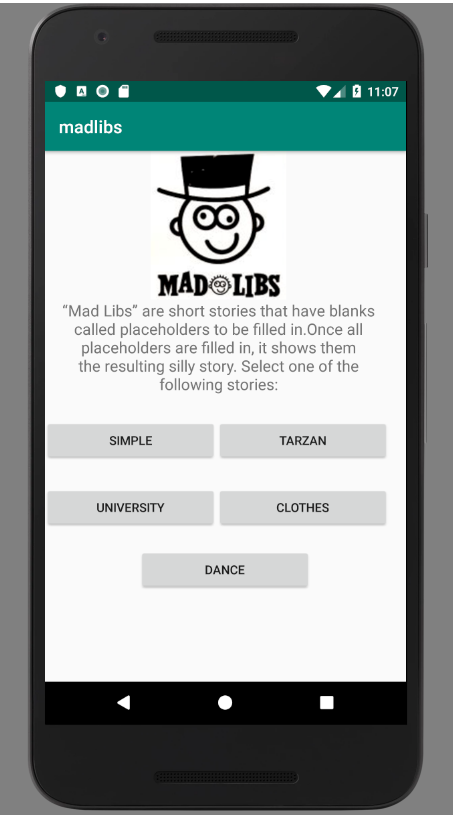 11:07
madlibs
MAD LIBS
“Mad Libs” are short stories that have blanks
called placeholders to be filled in.Once all
placeholders are filled in, it shows them
the resulting silly story. Select one of the
following stories:
SIMPLE TARZAN
UNIVERSITY CLOTHES
DANCE